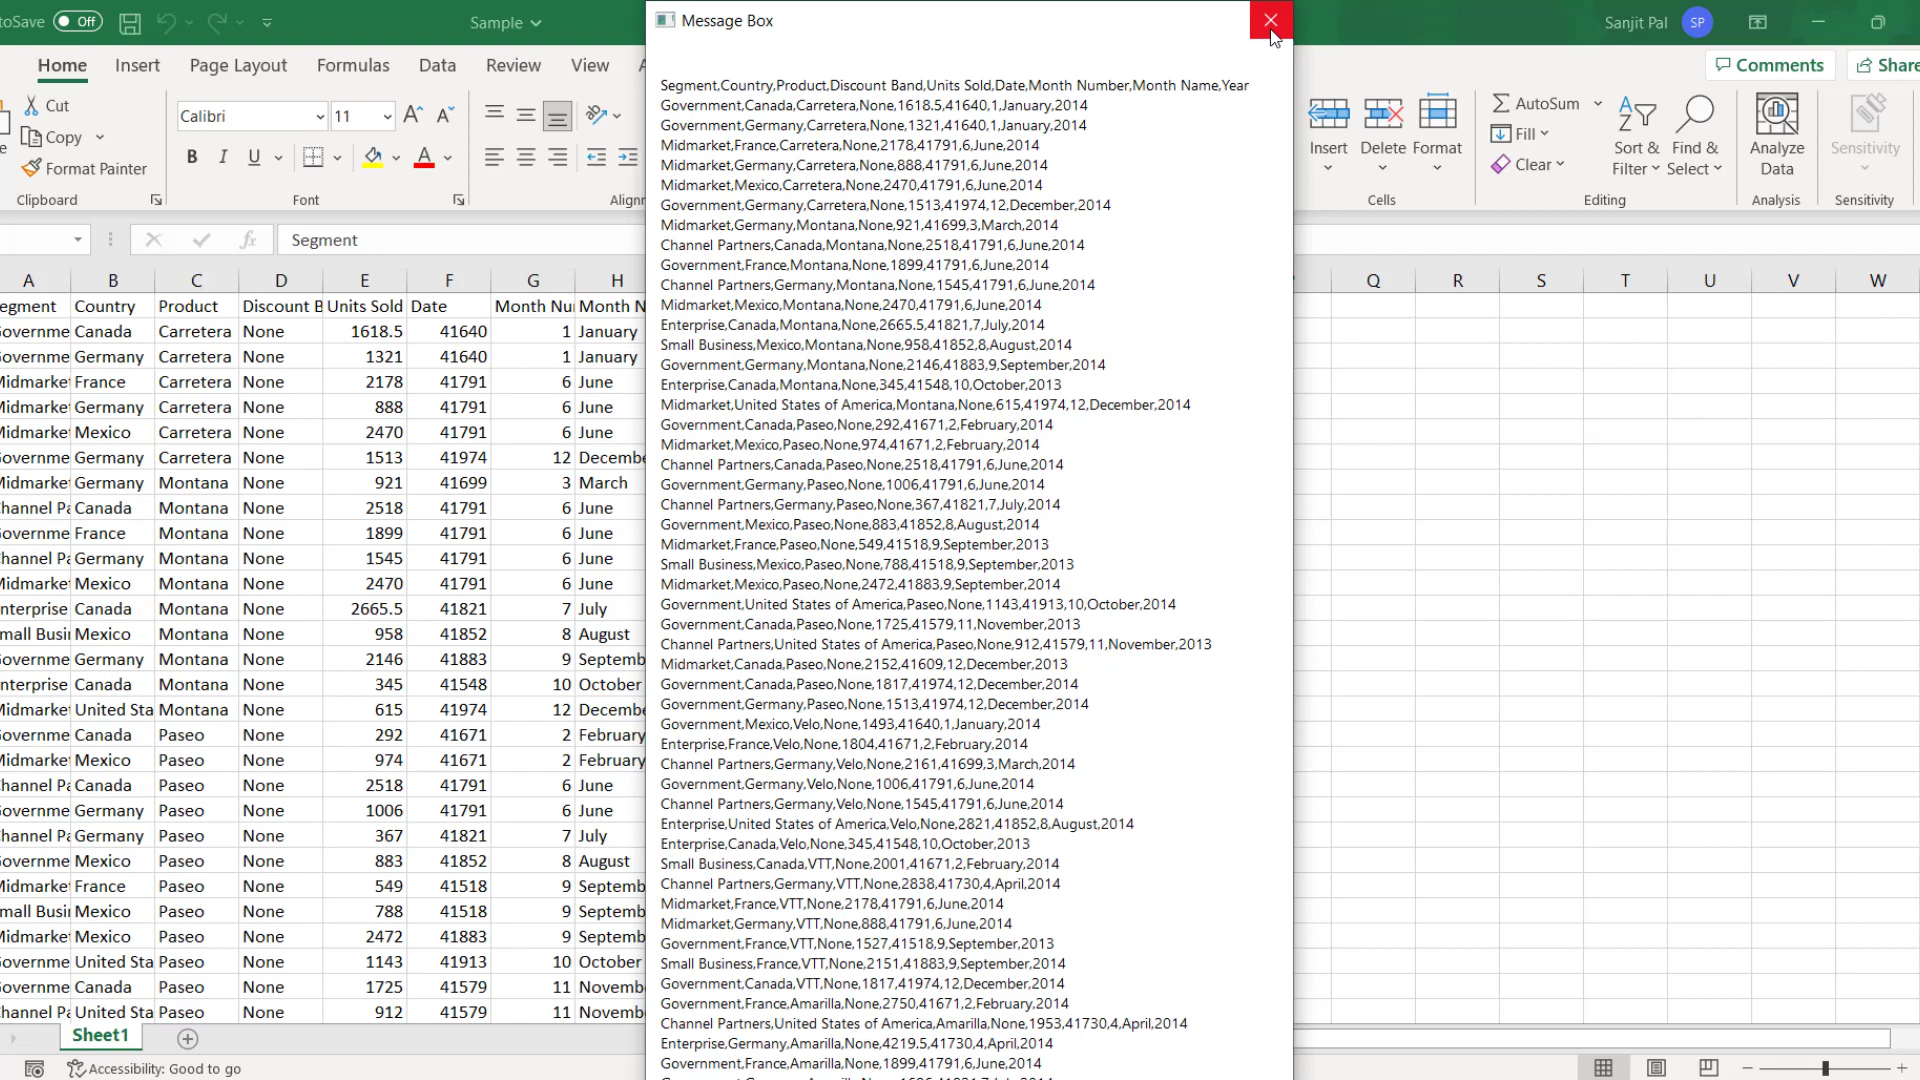 oSave Off
Sample
Message Box
Sanjit Pal SP
Home Insert Page Layout Formulas Data Review View
Comments Share
Cut
Copy
Format Painter
Clipboard
Calibri 11
B I U
Font
Alignm
Insert Delete Format
Cells
AutoSum
Fill
Clear
Sort & Filter
Find & Select
Editing
Analyze Data
Analysis
Sensitivity
Sensitivity
fx Segment
A B C D E F G H Q R S T U V W
egment Country Product Discount B Units Sold Date Month Nu Month N
Governme Canada Carretera None 1618.5 41640 1 January
Governme Germany Carretera None 1321 41640 1 January
Midmarket France Carretera None 2178 41791 6 June
Midmarket Germany Carretera None 888 41791 6 June
Midmarket Mexico Carretera None 2470 41791 6 June
Governme Germany Carretera None 1513 41974 12 Decembe
Midmarket Germany Montana None 921 41699 3 March
Channel Pa Canada Montana None 2518 41791 6 June
Governme France Montana None 1899 41791 6 June
Channel Pa Germany Montana None 1545 41791 6 June
Midmarket Mexico Montana None 2470 41791 6 June
nterprise Canada Montana None 2665.5 41821 7 July
mall Busi Mexico Montana None 958 41852 8 August
Governme Germany Montana None 2146 41883 9 Septemb
nterprise Canada Montana None 345 41548 10 October
Midmarket United Sta Montana None 615 41974 12 Decembe
Governme Canada Paseo None 292 41671 2 February
Midmarket Mexico Paseo None 974 41671 2 February
Channel Pa Canada Paseo None 2518 41791 6 June
Governme Germany Paseo None 1006 41791 6 June
Channel Pa Germany Paseo None 367 41821 7 July
Governme Mexico Paseo None 883 41852 8 August
Midmarket France Paseo None 549 41518 9 Septemb
mall Busi Mexico Paseo None 788 41518 9 Septemb
Midmarket Mexico Paseo None 2472 41883 9 Septemb
Governme United Sta Paseo None 1143 41913 10 October
Governme Canada Paseo None 1725 41579 11 Novembe
Channel Pa United Sta Paseo None 912 41579 11 Novembe
Segment,Country,Product,Discount Band,Units Sold,Date,Month Number,Month Name,Year
Government,Canada,Carretera,None,1618.5,41640,1,January,2014
Government,Germany,Carretera,None,1321,41640,1,January,2014
Midmarket,France,Carretera,None,2178,41791,6,June,2014
Midmarket,Germany,Carretera,None,888,41791,6,June,2014
Midmarket,Mexico,Carretera,None,2470,41791,6,June,2014
Government,Germany,Carretera,None,1513,41974,12,December,2014
Midmarket,Germany,Montana,None,921,41699,3,March,2014
Channel Partners,Canada,Montana,None,2518,41791,6,June,2014
Government,France,Montana,None,1899,41791,6,June,2014
Channel Partners,Germany,Montana,None,1545,41791,6,June,2014
Midmarket,Mexico,Montana,None,2470,41791,6,June,2014
Enterprise,Canada,Montana,None,2665.5,41821,7,July,2014
Small Business,Mexico,Montana,None,958,41852,8,August,2014
Government,Germany,Montana,None,2146,41883,9,September,2014
Enterprise,Canada,Montana,None,345,41548,10,October,2013
Midmarket,United States of America,Montana,None,615,41974,12,December,2014
Government,Canada,Paseo,None,292,41671,2,February,2014
Midmarket,Mexico,Paseo,None,974,41671,2,February,2014
Channel Partners,Canada,Paseo,None,2518,41791,6,June,2014
Government,Germany,Paseo,None,1006,41791,6,June,2014
Channel Partners,Germany,Paseo,None,367,41821,7,July,2014
Government,Mexico,Paseo,None,883,41852,8,August,2014
Midmarket,France,Paseo,None,549,41518,9,September,2013
Small Business,Mexico,Paseo,None,788,41518,9,September,2013
Midmarket,Mexico,Paseo,None,2472,41883,9,September,2014
Government,United States of America,Paseo,None,1143,41913,10,October,2014
Government,Canada,Paseo,None,1725,41579,11,November,2013
Channel Partners,United States of America,Paseo,None,912,41579,11,November,2013
Midmarket,Canada,Paseo,None,2152,41609,12,December,2013
Government,Canada,Paseo,None,1817,41974,12,December,2014
Government,Germany,Paseo,None,1513,41974,12,December,2014
Government,Mexico,Velo,None,1493,41640,1,January,2014
Enterprise,France,Velo,None,1804,41671,2,February,2014
Channel Partners,Germany,Velo,None,2161,41699,3,March,2014
Government,Germany,Velo,None,1006,41791,6,June,2014
Channel Partners,Germany,Velo,None,1545,41791,6,June,2014
Enterprise,United States of America,Velo,None,2821,41852,8,August,2014
Enterprise,Canada,Velo,None,345,41548,10,October,2013
Small Business,Canada,VTT,None,2001,41671,2,February,2014
Channel Partners,Germany,VTT,None,2838,41730,4,April,2014
Midmarket,France,VTT,None,2178,41791,6,June,2014
Midmarket,Germany,VTT,None,888,41791,6,June,2014
Government,France,VTT,None,1527,41518,9,September,2013
Small Business,France,VTT,None,2151,41883,9,September,2014
Government,Canada,VTT,None,1817,41974,12,December,2014
Government,France,Amarilla,None,2750,41671,2,February,2014
Channel Partners,United States of America,Amarilla,None,1953,41730,4,April,2014
Enterprise,Germany,Amarilla,None,4219.5,41730,4,April,2014
Government,France,Amarilla,None,1899,41791,6,June,2014
Sheet1
Accessibility: Good to go